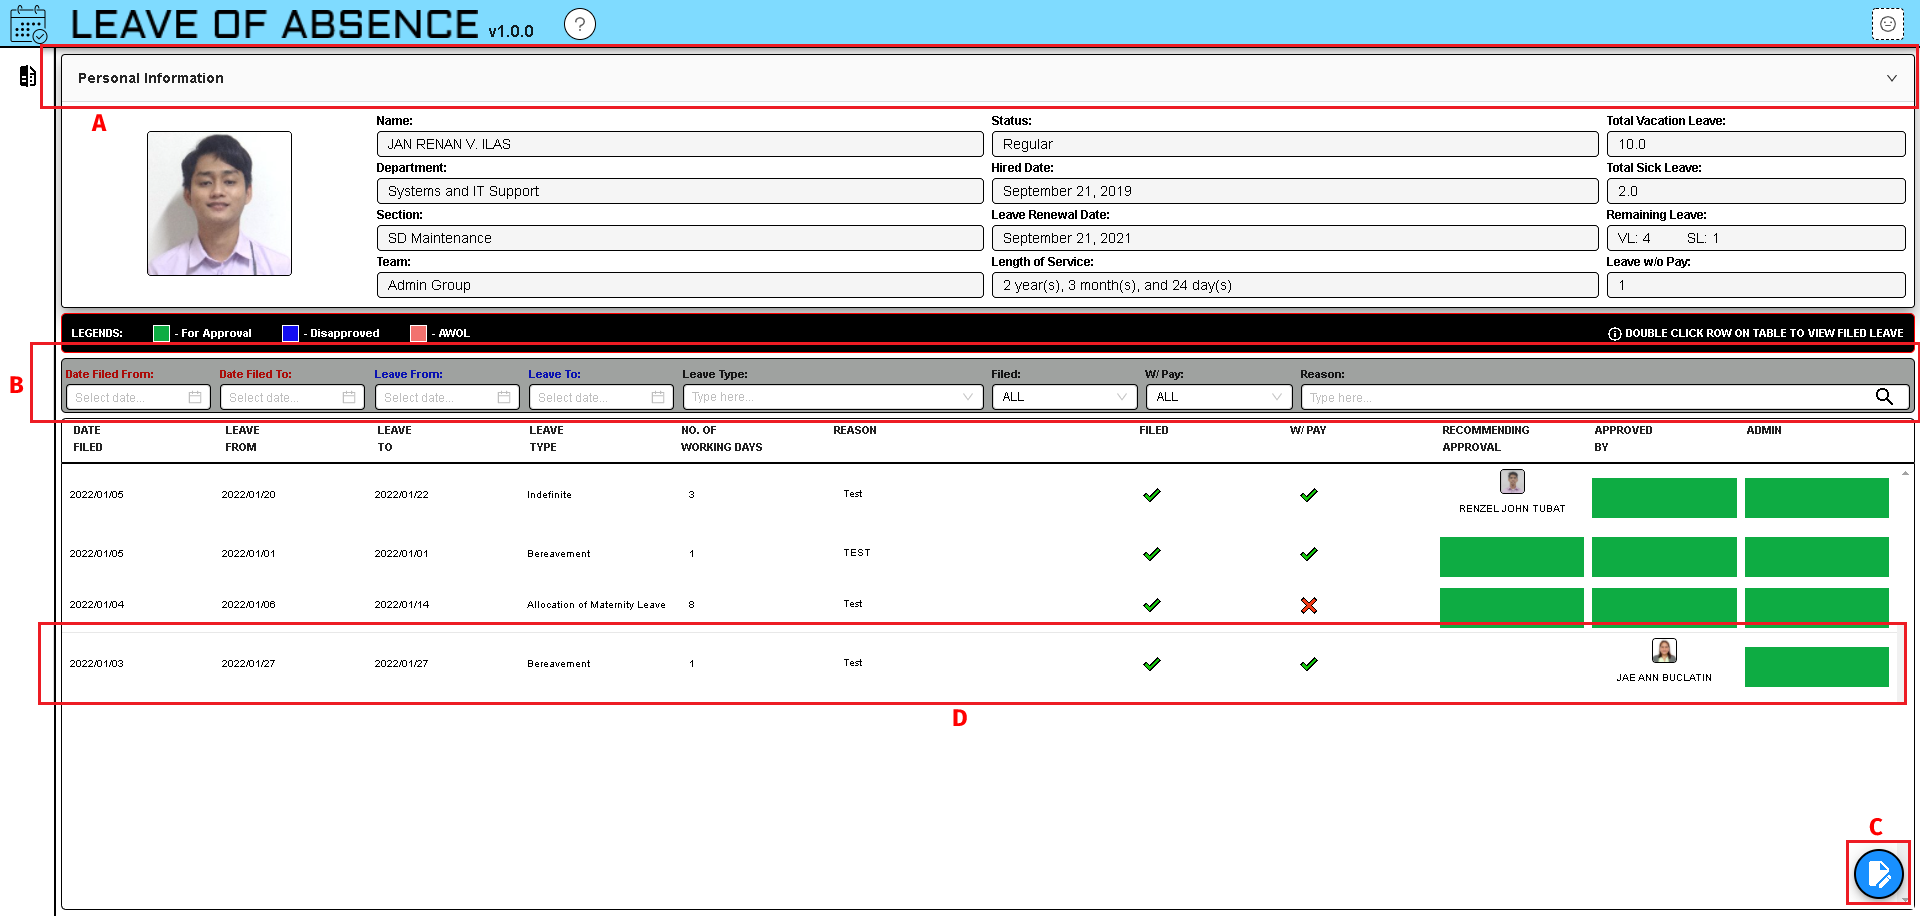 LEAVE OF ABSENCE v1.0.0 ?
Personal Information
A
Name:
JAN RENAN V. ILAS
Department:
Systems and IT Support
Section:
SD Maintenance
Team:
Admin Group
Status:
Regular
Hired Date:
September 21, 2019
Leave Renewal Date:
September 21, 2021
Length of Service:
2 year(s), 3 month(s), and 24 day(s)
Total Vacation Leave:
10.0
Total Sick Leave:
2.0
Remaining Leave:
VL: 4 SL: 1
Leave w/o Pay:
1
LEGENDS: - For Approval - Disapproved - AWOL DOUBLE CLICK ROW ON TABLE TO VIEW FILED LEAVE
B
Date Filed From: Date Filed To: Leave From: Leave To: Leave Type: Filed: W/ Pay: Reason:
Select date... Select date... Select date... Select date... Type here... ALL ALL Type here...
DATE LEAVE LEAVE LEAVE NO. OF REASON FILED W/ PAY RECOMMENDING APPROVED ADMIN
FILED FROM TO TYPE WORKING DAYS APPROVAL BY
2022/01/05 2022/01/20 2022/01/22 Indefinite 3 Test
RENZEL JOHN TUBAT
2022/01/05 2022/01/01 2022/01/01 Bereavement 1 TEST
2022/01/04 2022/01/06 2022/01/14 Allocation of Maternity Leave 8 Test
2022/01/03 2022/01/27 2022/01/27 Bereavement 1 Test
JAE ANN BUCLATIN
D
C